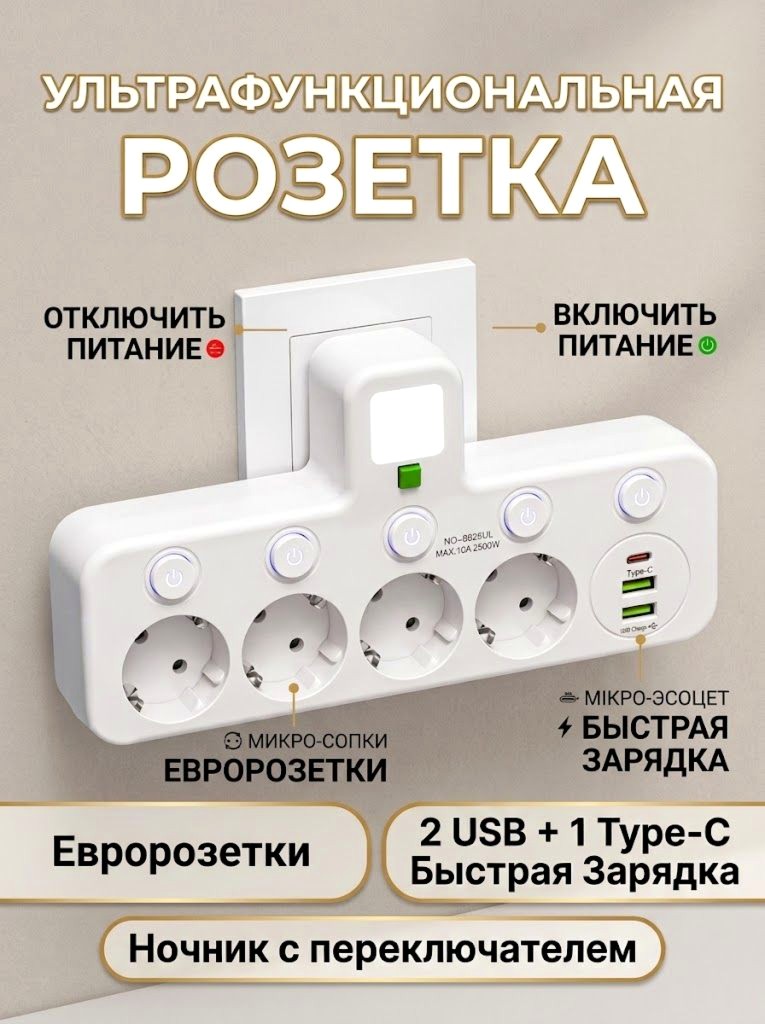 УЛЬТРАФУНКЦИОНАЛЬНАЯ
РОЗЕТКА
ОТКЛЮЧИТЬ
ПИТАНИЕ
ВКЛЮЧИТЬ
ПИТАНИЕ
NO-8825UL
MAX.10A 2500W
Type-C
МІКРО-ЭСОЦЕТ
БЫСТРАЯ
ЗАРЯДКА
МИКРО-СОПКИ
ЕВРОРОЗЕТКИ
Евророзетки
2 USB + 1 Type-C
Быстрая Зарядка
Ночник с переключателем